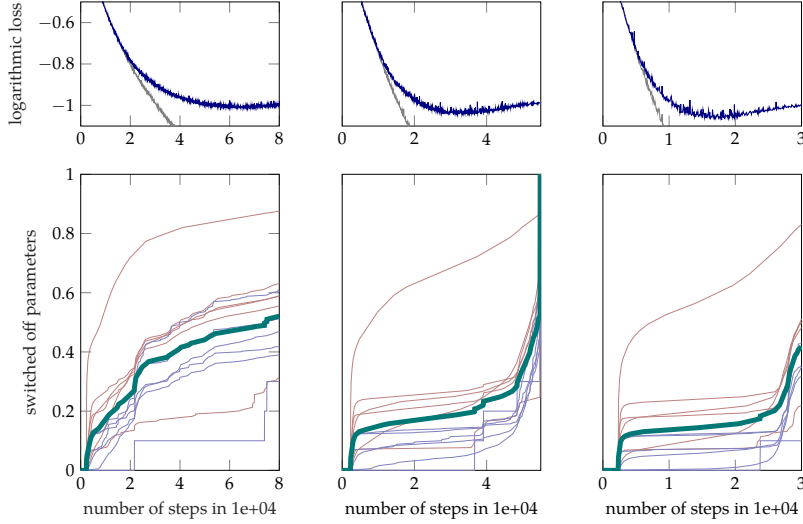 logarithmic loss
−0.6
−0.8
−1
0 2 4 6 8
0 2 4
0 1 2 3
switched off parameters
1
0.8
0.6
0.4
0.2
0
0 2 4 6 8
0 2 4
0 1 2 3
number of steps in 1e+04
number of steps in 1e+04
number of steps in 1e+04